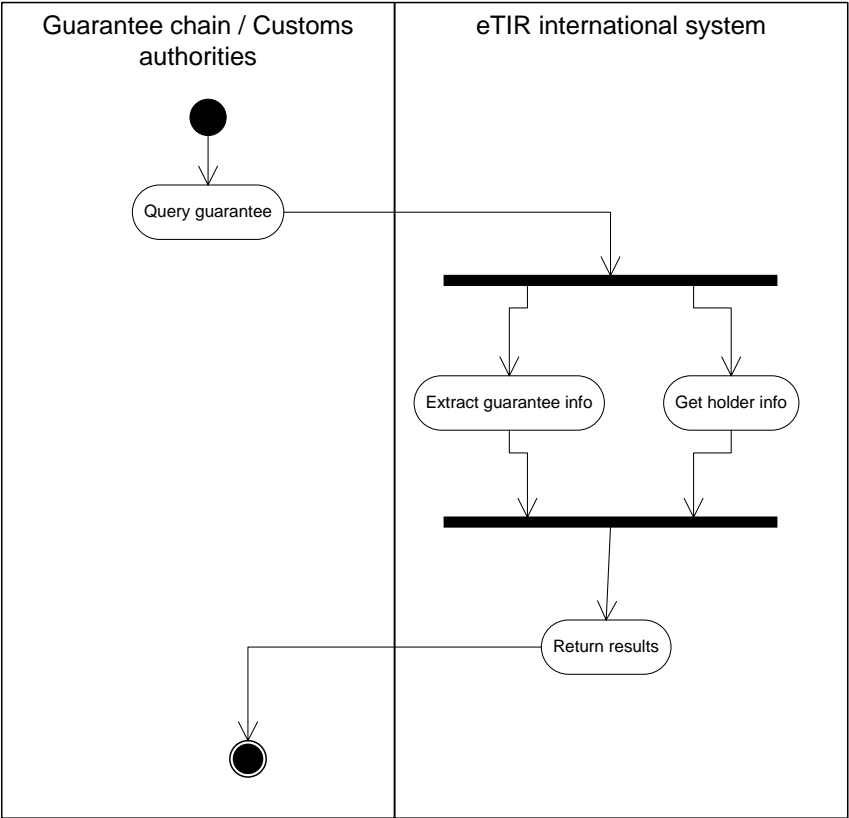 Guarantee chain / Customs
authorities
eTIR international system
Query guarantee
Extract guarantee info
Get holder info
Return results